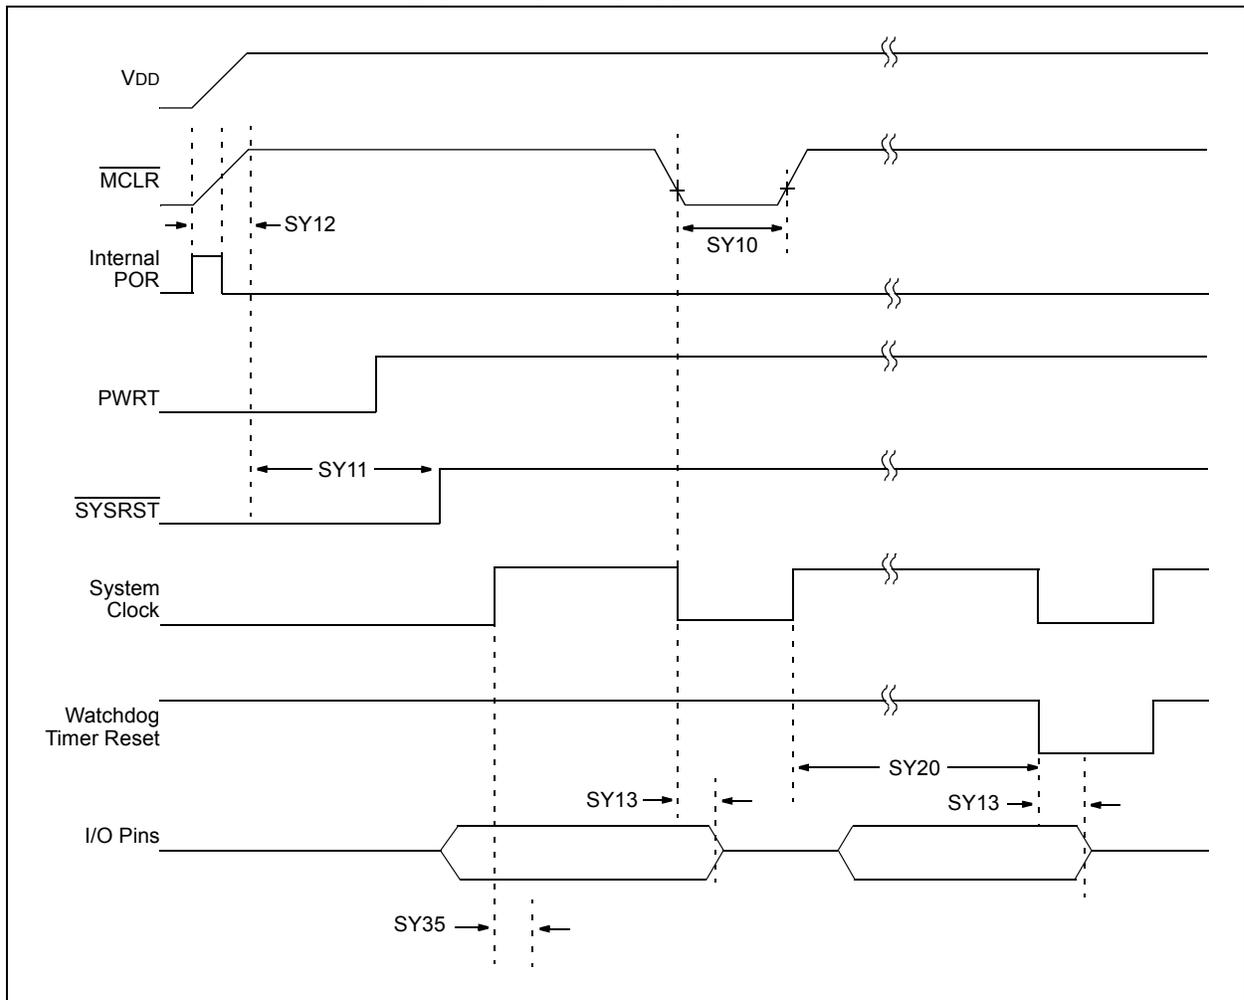 VDD
MCLR
SY12
SY10
Internal
POR
PWRT
SY11
SYSRST
System
Clock
Watchdog
Timer Reset
SY20
SY13
SY13
I/O Pins
SY35